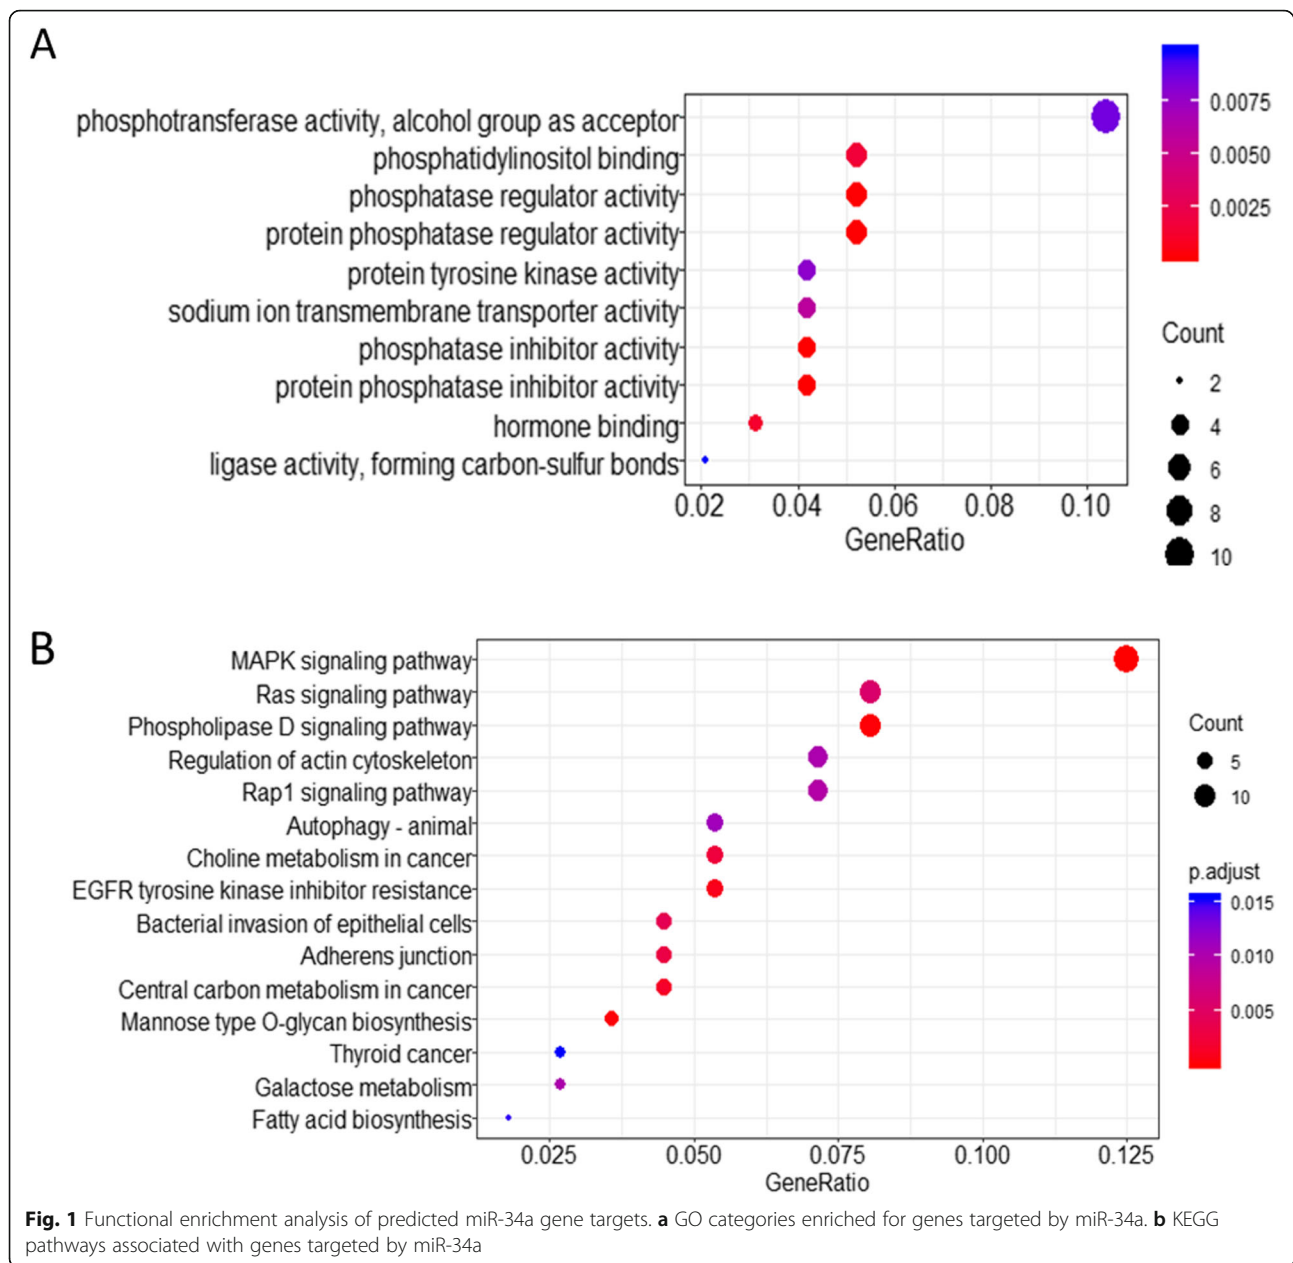 A
phosphotransferase activity, alcohol group as acceptor
phosphatidylinositol binding
phosphatase regulator activity
protein phosphatase regulator activity
protein tyrosine kinase activity
sodium ion transmembrane transporter activity
phosphatase inhibitor activity
protein phosphatase inhibitor activity
hormone binding
ligase activity, forming carbon-sulfur bonds
0.02 0.04 0.06 0.08 0.10
GeneRatio
0.0075
0.0050
0.0025
Count
2
4
6
8
10
B
MAPK signaling pathway
Ras signaling pathway
Phospholipase D signaling pathway
Regulation of actin cytoskeleton
Rap1 signaling pathway
Autophagy - animal
Choline metabolism in cancer
EGFR tyrosine kinase inhibitor resistance
Bacterial invasion of epithelial cells
Adherens junction
Central carbon metabolism in cancer
Mannose type O-glycan biosynthesis
Thyroid cancer
Galactose metabolism
Fatty acid biosynthesis
0.025 0.050 0.075 0.100 0.125
GeneRatio
Count
5
10
p.adjust
0.015
0.010
0.005
Fig. 1 Functional enrichment analysis of predicted miR-34a gene targets. a GO categories enriched for genes targeted by miR-34a. b KEGG
pathways associated with genes targeted by miR-34a